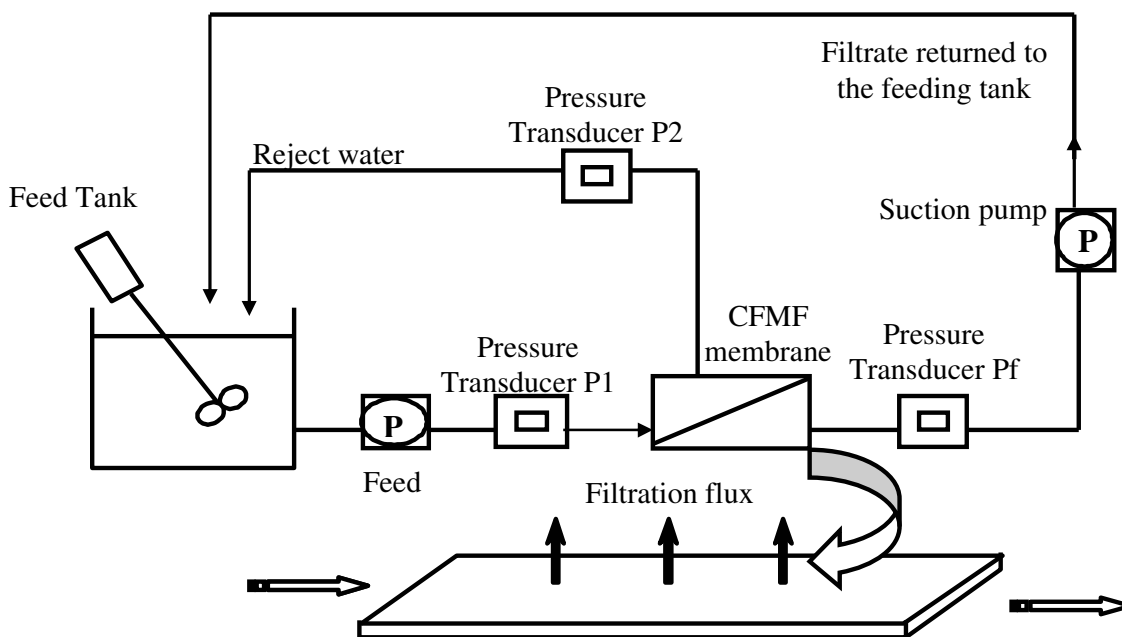 Filtrate returned to
the feeding tank
Pressure
Transducer P2
Reject water
Feed Tank
Suction pump
P
CFMF
membrane
Pressure
Transducer P1
Pressure
Transducer Pf
P
Feed
Filtration flux